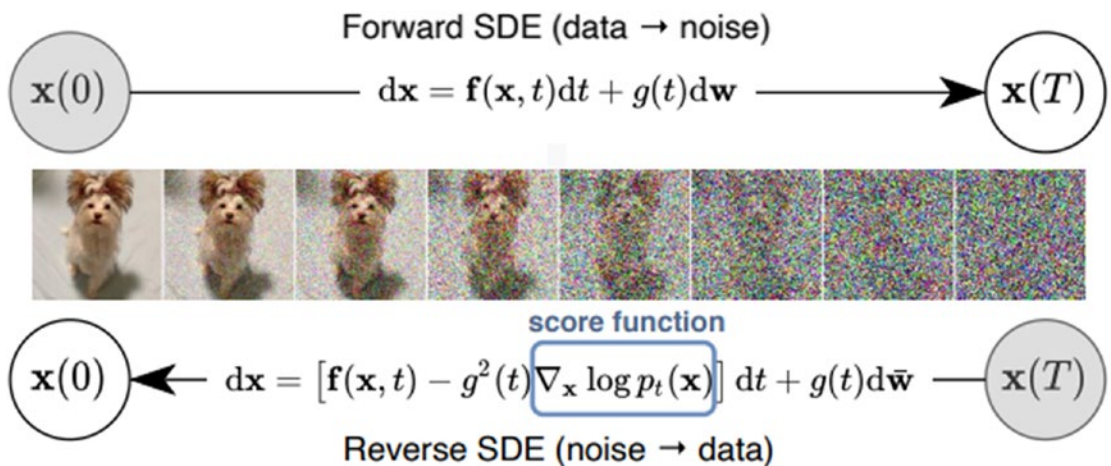 Forward SDE (data → noise)
x(0) dx = f(x, t)dt + g(t)dw x(T)
score function
x(0) dx = [f(x, t) − g²(t)∇ₓ log pₜ(x)] dt + g(t)dw̄ x(T)
Reverse SDE (noise → data)